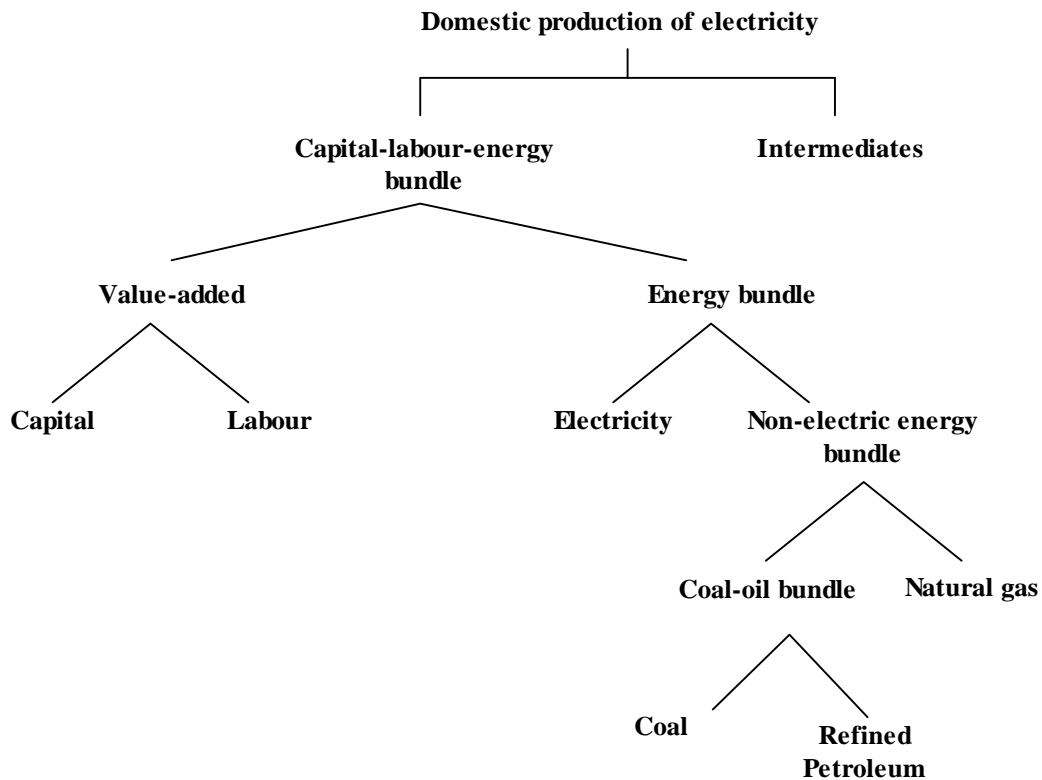 Domestic production of electricity
Capital-labour-energy
bundle
Intermediates
Value-added
Energy bundle
Capital
Labour
Electricity
Non-electric energy
bundle
Coal-oil bundle
Natural gas
Coal
Refined
Petroleum